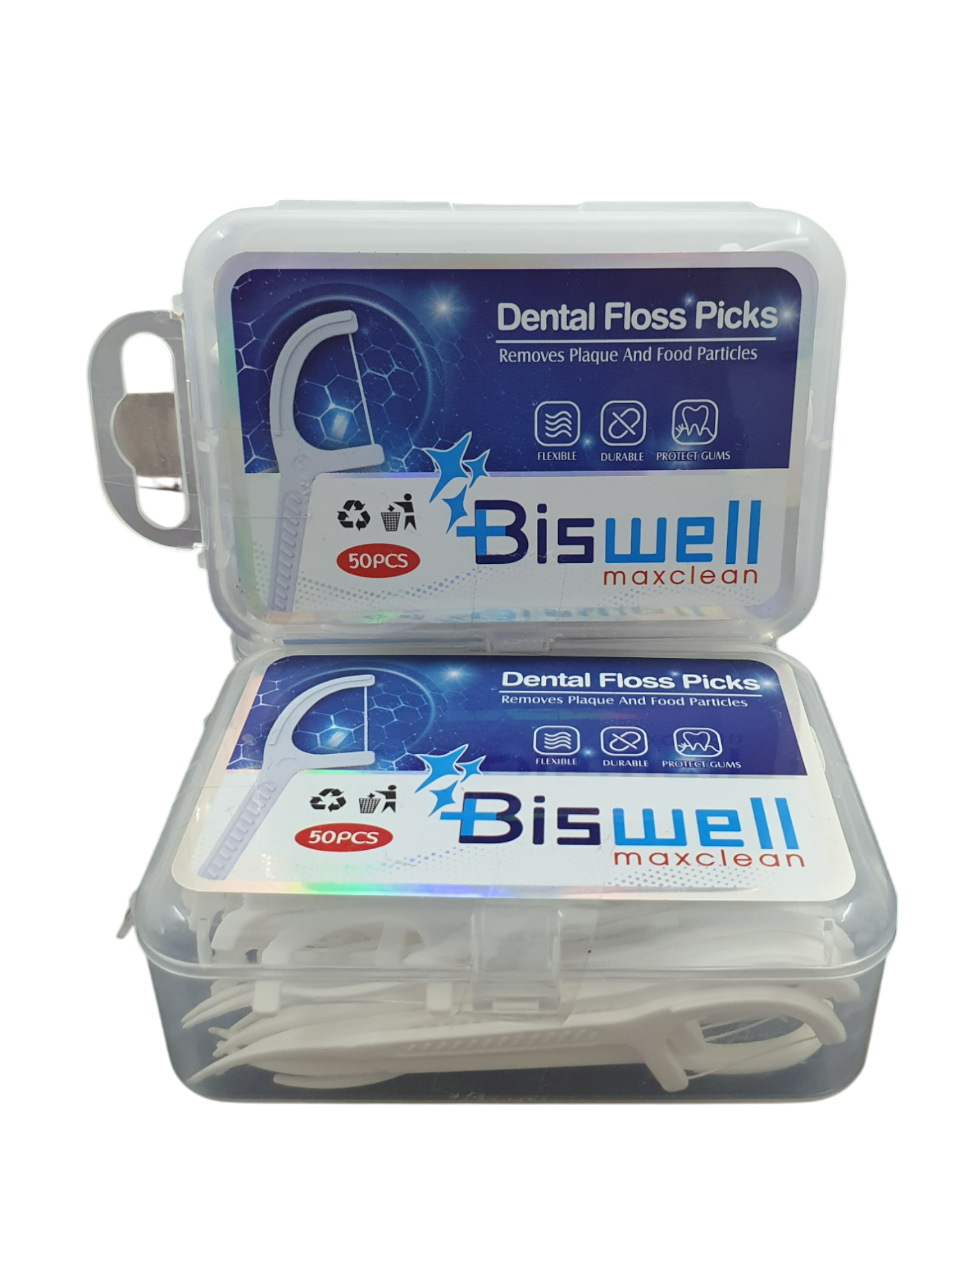 Dental Floss Picks
Removes Plaque And Food Particles
FLEXIBLE DURABLE PROTECT GUMS
Biswell
maxclean
50PCS
Dental Floss Picks
Removes Plaque And Food Particles
FLEXIBLE DURABLE PROTECT GUMS
Biswell
maxclean
50PCS